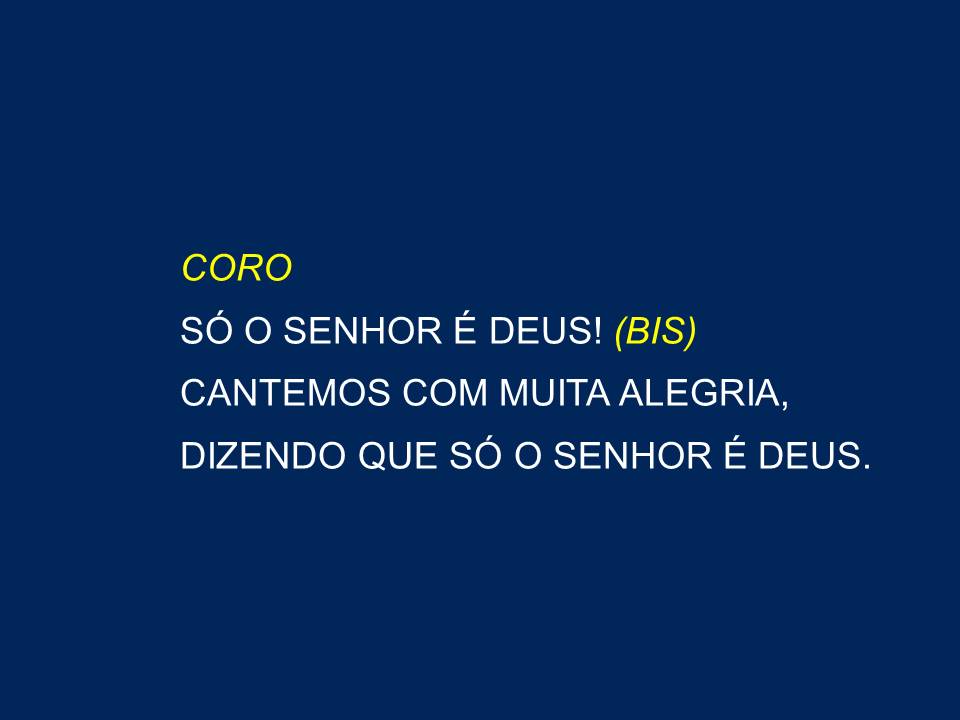 CORO
SÓ O SENHOR É DEUS! (BIS)
CANTEMOS COM MUITA ALEGRIA,
DIZENDO QUE SÓ O SENHOR É DEUS.